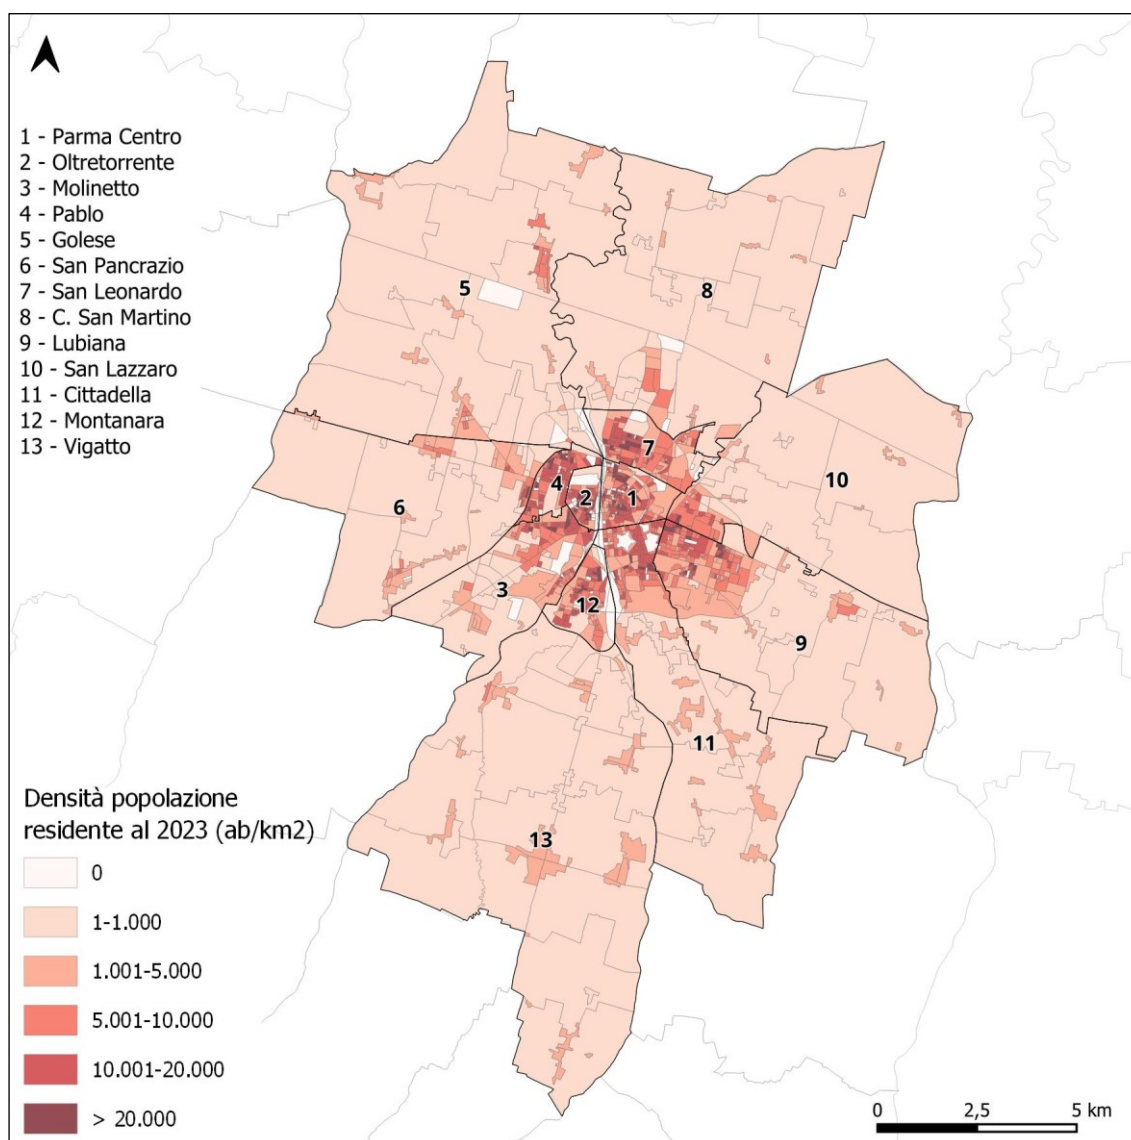 1 - Parma Centro
2 - Oltretorrente
3 - Molinetto
4 - Pablo
5 - Golese
6 - San Pancrazio
7 - San Leonardo
8 - C. San Martino
9 - Lubiana
10 - San Lazzaro
11 - Cittadella
12 - Montanara
13 - Vigatto
5
8
7
10
4
2
1
6
3
12
9
11
13
Densità popolazione
residente al 2023 (ab/km2)
0
1-1.000
1.001-5.000
5.001-10.000
10.001-20.000
> 20.000
0 2,5 5 km